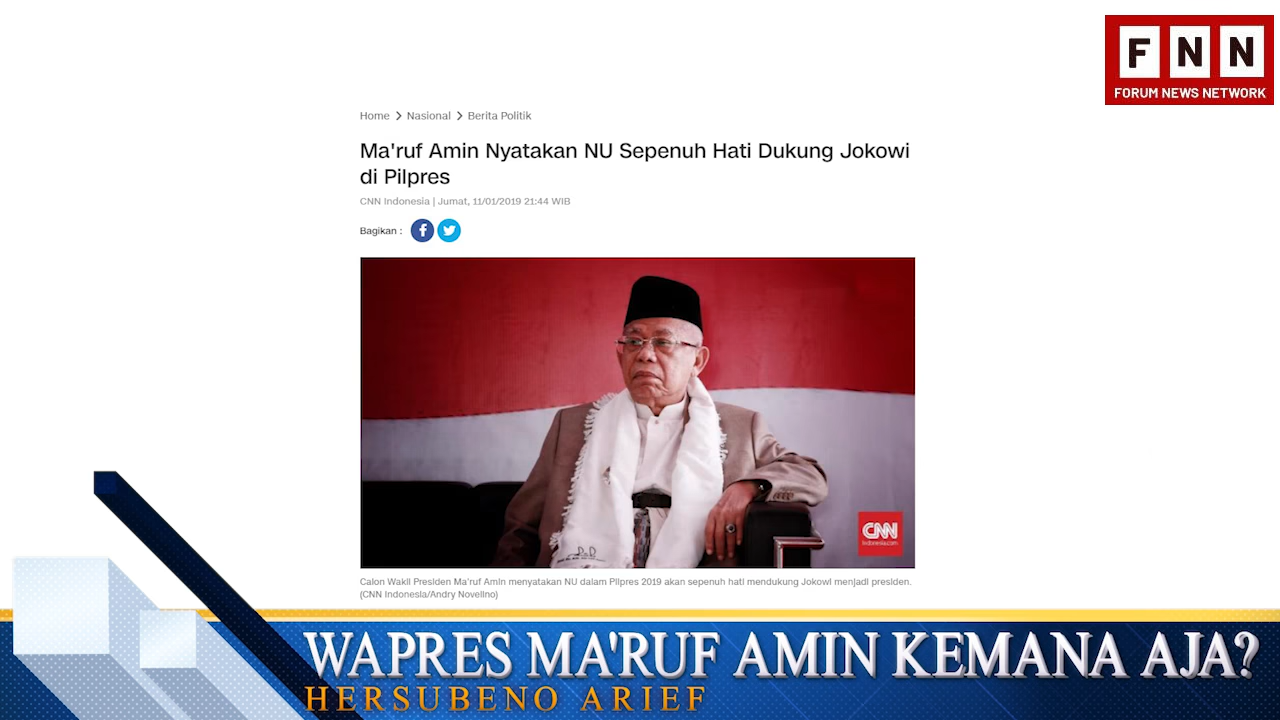 FNN
FORUM NEWS NETWORK
Home > Nasional > Berita Politik
Ma'ruf Amin Nyatakan NU Sepenuh Hati Dukung Jokowi
di Pilpres
CNN Indonesia | Jumat, 11/01/2019 21:44 WIB
Bagikan :
CNN
Indonesia.com
Calon Wakil Presiden Ma'ruf Amin menyatakan NU dalam Pilpres 2019 akan sepenuh hati mendukung Jokowi menjadi presiden.
(CNN Indonesia/Andry Novelino)
WAPRES MA'RUF AMIN KEMANA AJA?
HERSUBENO ARIEF